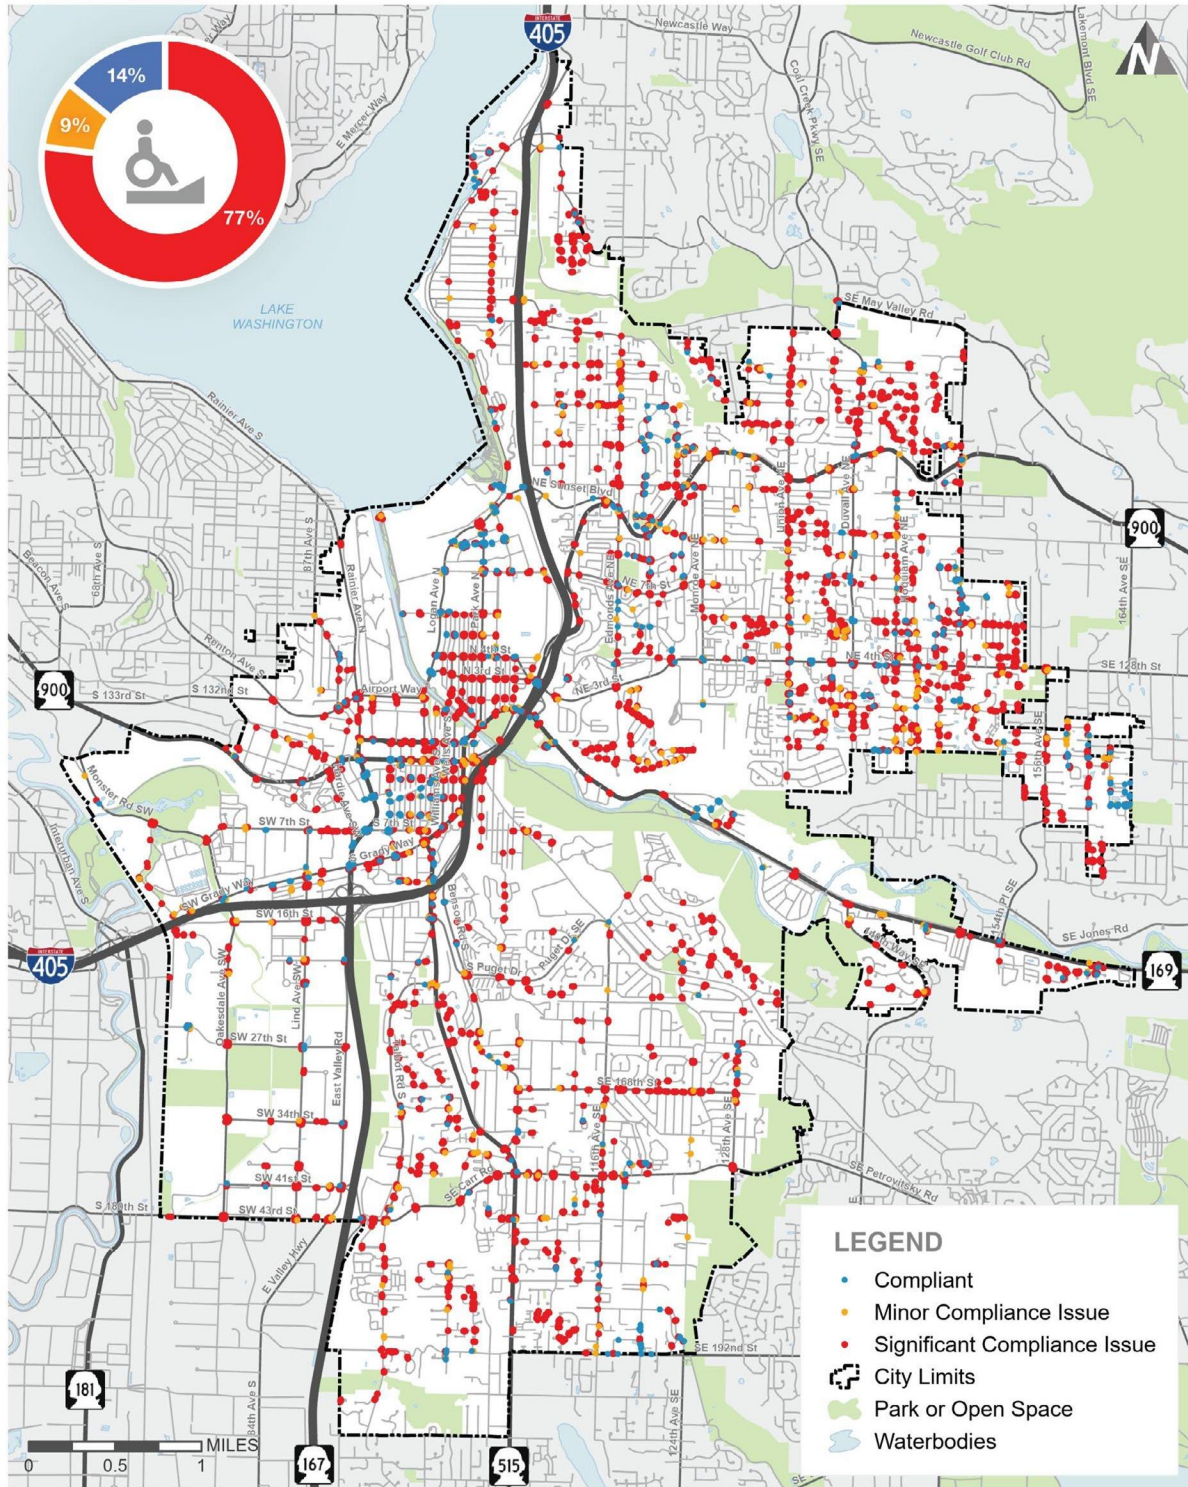 INTERSTATE
405
Newcastle Way
Newcastle Golf Club Rd
Lakemont Blvd SE
N
14%
9%
77%
E Mercer Way
Coal Creek Pkwy SE
LAKE
WASHINGTON
SE May Valley Rd
Rainier Ave S
NE Sunset Blvd
Union Ave NE
Duvall Ave NE
900
87th Ave S
Beacon Ave S
Rainier Ave N
Logan Ave N
Park Ave N
NE 7th St
Edmonds Ave NE
Monroe Ave NE
Hoquiam Ave NE
164th Ave SE
Renton Ave S
N 4th St
N 3rd St
NE 4th St
SE 128th St
900
S 133rd St
S 132nd St
Airport Way
NE 3rd St
156th Ave SE
Monster Rd SW
SW 7th St
S 7th St
Williams Ave S
Interurban Ave S
S Grady Way
SW Grady Way
SW 16th St
Benson Rd S
154th Pl SE
SE Jones Rd
INTERSTATE
405
S Puget Dr
Puget Dr SE
169
Oakesdale Ave SW
Lind Ave SW
SW 27th St
East Valley Rd
Talbot Rd S
SE 168th St
SW 34th St
116th Ave SE
128th Ave SE
SW 41st St
SE Carr Rd
SE Petrovitsky Rd
S 180th St
SW 43rd St
E Valley Hwy
LEGEND
Compliant
Minor Compliance Issue
Significant Compliance Issue
City Limits
Park or Open Space
Waterbodies
SE 192nd St
181
84th Ave S
124th Ave SE
MILES
0 0.5 1
167
515